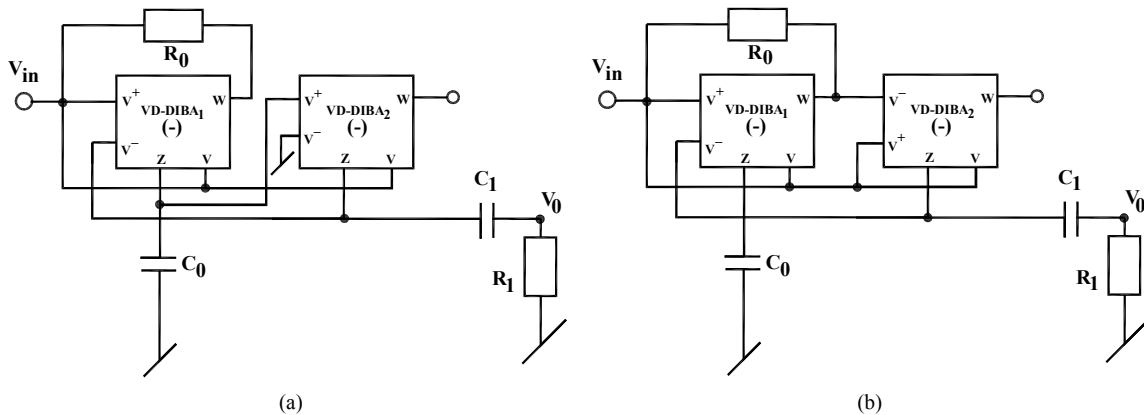 R0
Vin
V+
VD-DIBA1
(-)
W
V-
Z
V
V+
VD-DIBA2
(-)
W
V-
Z
V
C1
V0
C0
R1
(a)
R0
Vin
V+
VD-DIBA1
(-)
W
V-
Z
V
V-
VD-DIBA2
(-)
W
V+
Z
V
C1
V0
C0
R1
(b)